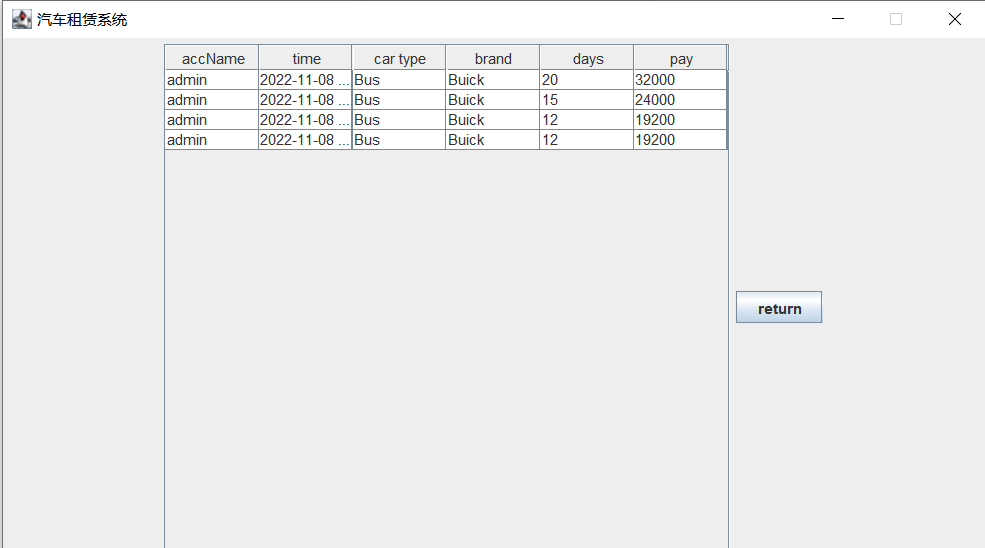 汽车租赁系统
accName time car type brand days pay
admin 2022-11-08 ... Bus Buick 20 32000
admin 2022-11-08 ... Bus Buick 15 24000
admin 2022-11-08 ... Bus Buick 12 19200
admin 2022-11-08 ... Bus Buick 12 19200
return